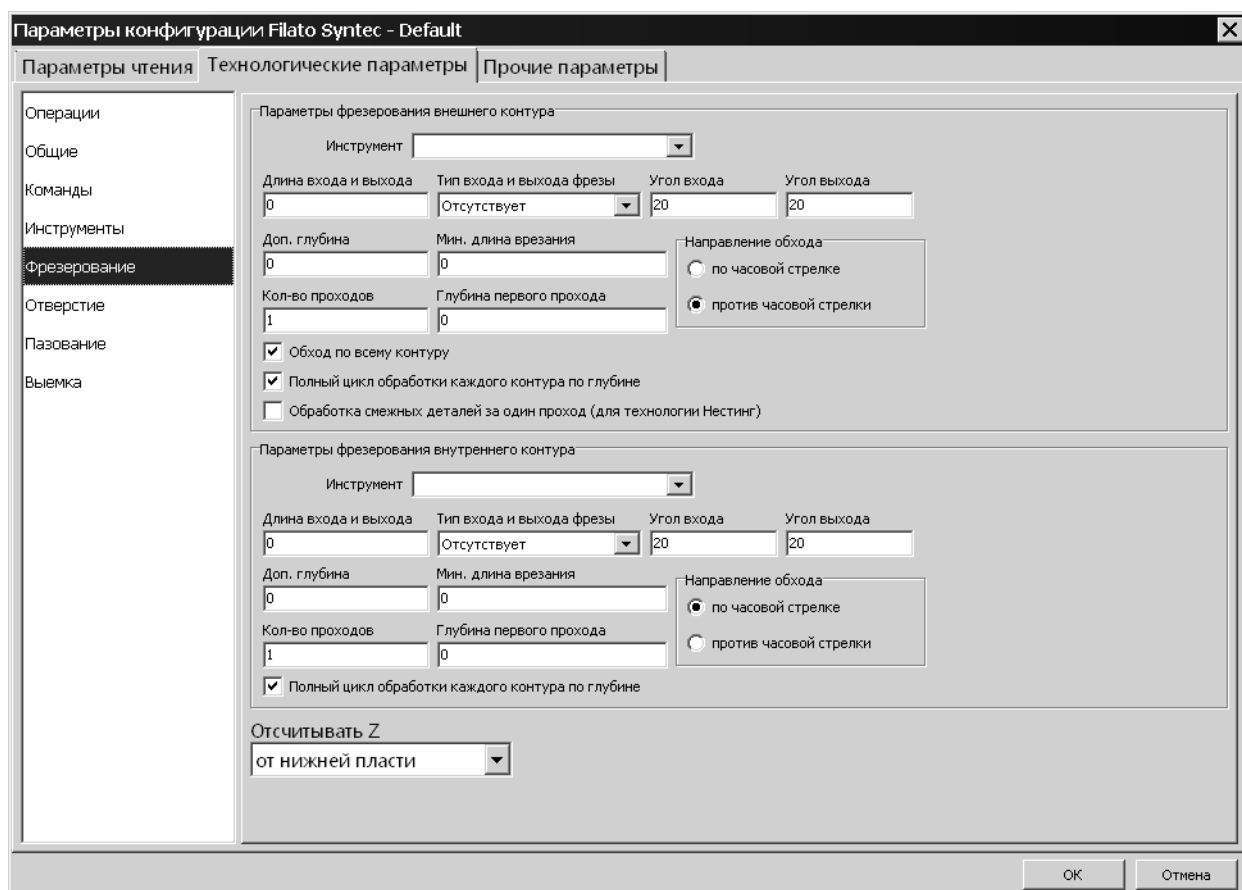 Параметры конфигурации Filato Syntec - Default
Параметры чтения Технологические параметры Прочие параметры
Операции
Общие
Команды
Инструменты
Фрезерование
Отверстие
Пазование
Выемка
Параметры фрезерования внешнего контура
Инструмент
Длина входа и выхода Тип входа и выхода фрезы Угол входа Угол выхода
0 Отсутствует 20 20
Доп. глубина Мин. длина врезания Направление обхода
0 0 по часовой стрелке
Кол-во проходов Глубина первого прохода против часовой стрелки
1 0
Обход по всему контуру
Полный цикл обработки каждого контура по глубине
Обработка смежных деталей за один проход (для технологии Нестинг)
Параметры фрезерования внутреннего контура
Инструмент
Длина входа и выхода Тип входа и выхода фрезы Угол входа Угол выхода
0 Отсутствует 20 20
Доп. глубина Мин. длина врезания Направление обхода
0 0 по часовой стрелке
Кол-во проходов Глубина первого прохода против часовой стрелки
1 0
Полный цикл обработки каждого контура по глубине
Отсчитывать Z
от нижней пласти
ОК Отмена